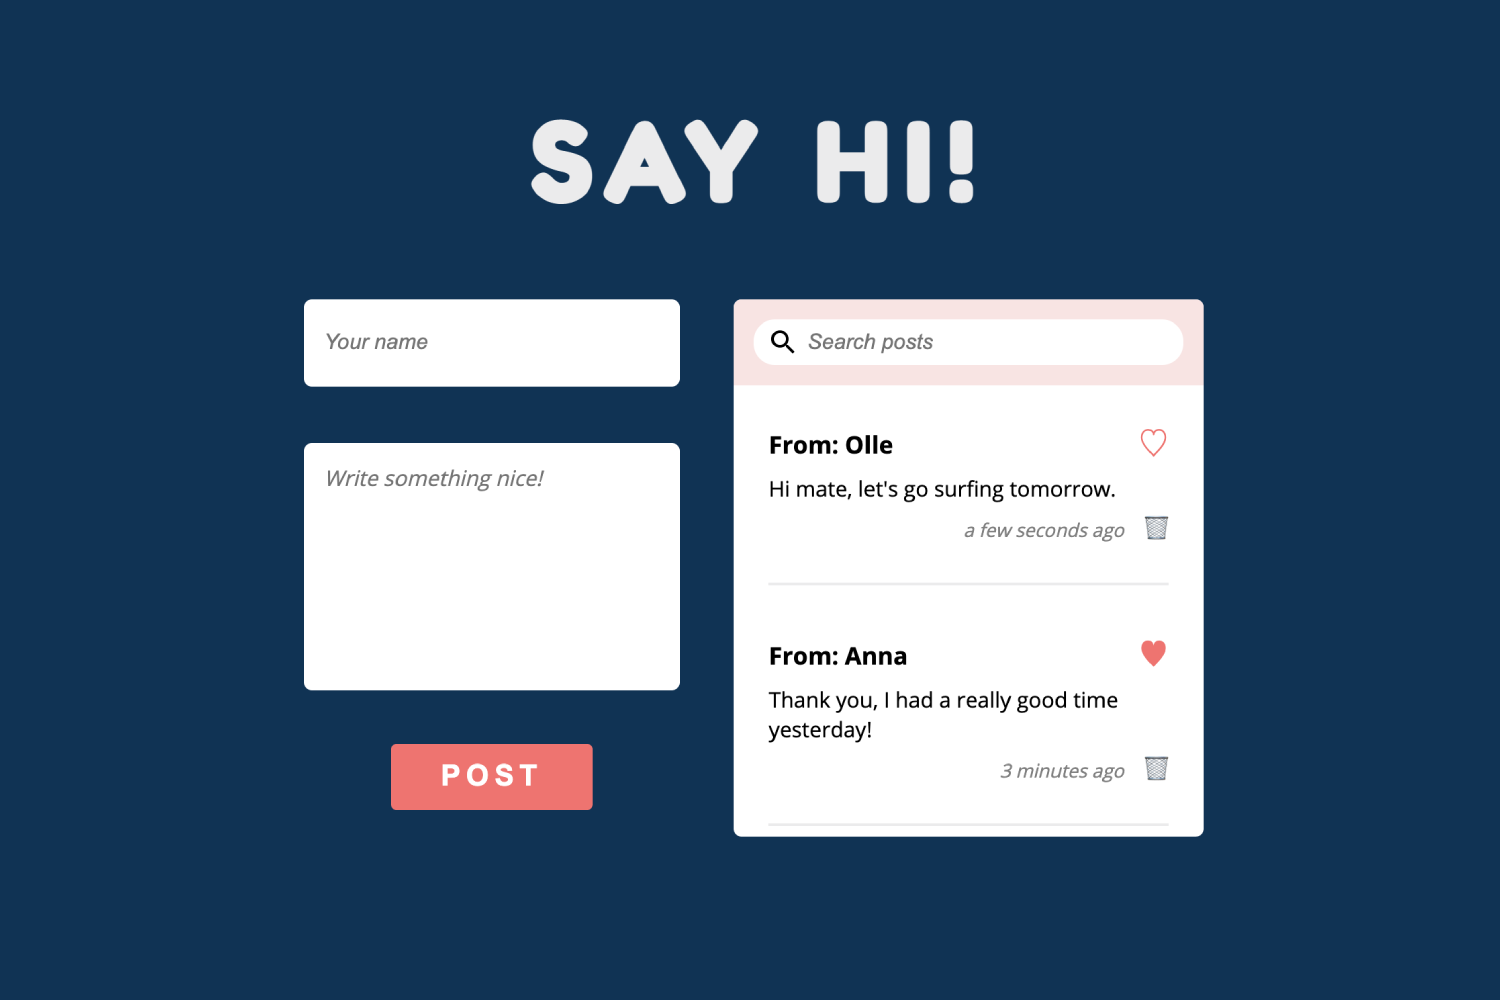 SAY HI!
Your name
Write something nice!
POST
Search posts
From: Olle
Hi mate, let's go surfing tomorrow.
a few seconds ago
From: Anna
Thank you, I had a really good time
yesterday!
3 minutes ago